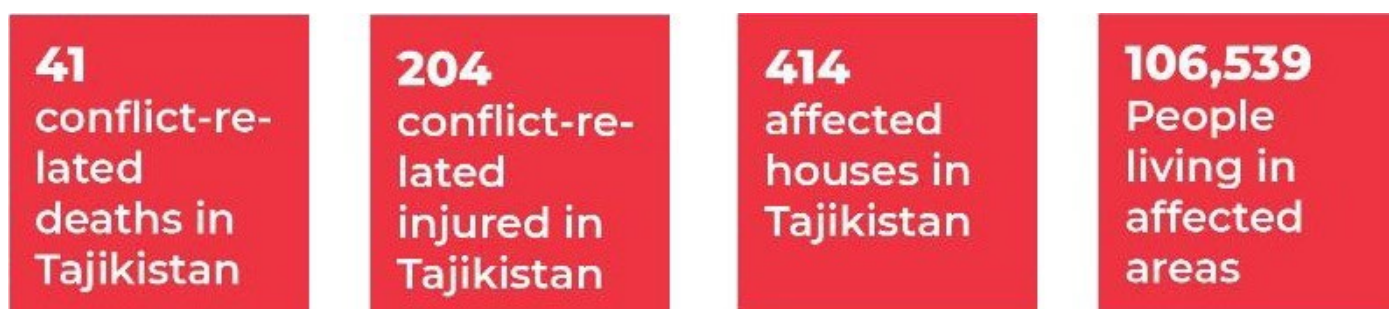 41
conflict-re-
lated
deaths in
Tajikistan
204
conflict-re-
lated
injured in
Tajikistan
414
affected
houses in
Tajikistan
106,539
People
living in
affected
areas